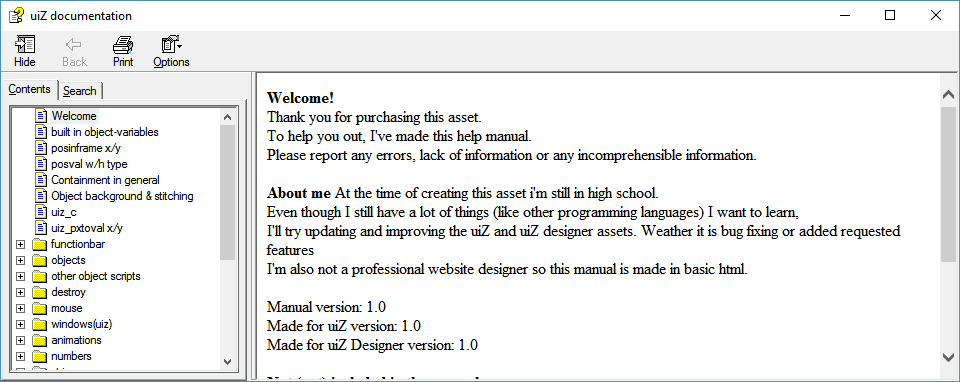 uiZ documentation
Hide
Back
Print
Options
Contents
Search
Welcome
built in object-variables
posinframe x/y
posval w/h type
Containment in general
Object background & stitching
uiz_c
uiz_pxtoval x/y
functionbar
objects
other object scripts
destroy
mouse
windows(uiz)
animations
numbers
Welcome!
Thank you for purchasing this asset.
To help you out, I've made this help manual.
Please report any errors, lack of information or any incomprehensible information.
About me At the time of creating this asset i'm still in high school.
Even though I still have a lot of things (like other programming languages) I want to learn,
I'll try updating and improving the uiZ and uiZ designer assets. Weather it is bug fixing or added requested
features
I'm also not a professional website designer so this manual is made in basic html.
Manual version: 1.0
Made for uiZ version: 1.0
Made for uiZ Designer version: 1.0